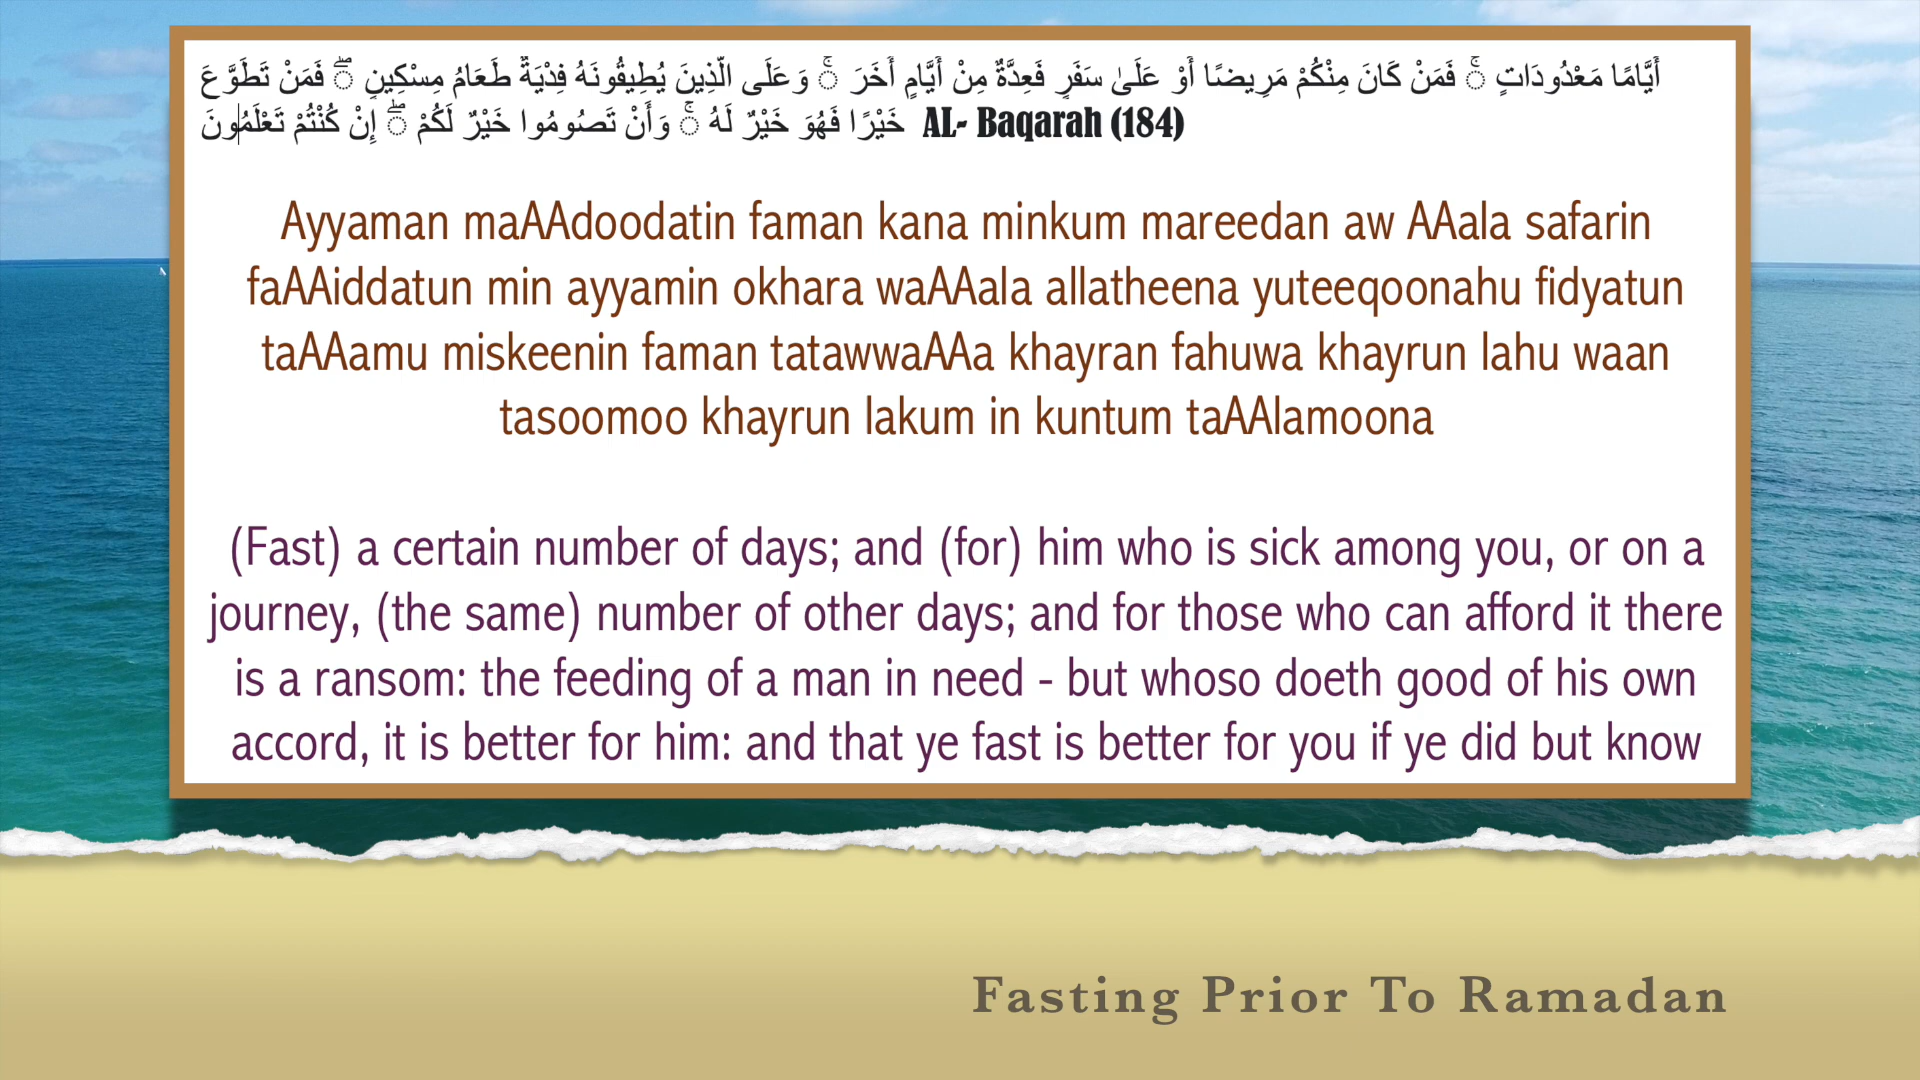 أَيَّامًا مَعْدُودَاتٍ ۚ فَمَنْ كَانَ مِنْكُمْ مَرِيضًا أَوْ عَلَىٰ سَفَرٍ فَعِدَّةٌ مِنْ أَيَّامٍ أُخَرَ ۚ وَعَلَى الَّذِينَ يُطِيقُونَهُ فِدْيَةٌ طَعَامُ مِسْكِينٍ ۖ فَمَنْ تَطَوَّعَ
خَيْرًا فَهُوَ خَيْرٌ لَهُ ۚ وَأَنْ تَصُومُوا خَيْرٌ لَكُمْ ۖ إِنْ كُنْتُمْ تَعْلَمُونَ AL- Baqarah (184)
Ayyaman maAAdoodatin faman kana minkum mareedan aw AAala safarin
faAAiddatun min ayyamin okhara waAAala allatheena yuteeqoonahu fidyatun
taAAamu miskeenin faman tatawwaAAa khayran fahuwa khayrun lahu waan
tasoomoo khayrun lakum in kuntum taAAlamoona
(Fast) a certain number of days; and (for) him who is sick among you, or on a
journey, (the same) number of other days; and for those who can afford it there
is a ransom: the feeding of a man in need - but whoso doeth good of his own
accord, it is better for him: and that ye fast is better for you if ye did but know
Fasting Prior To Ramadan